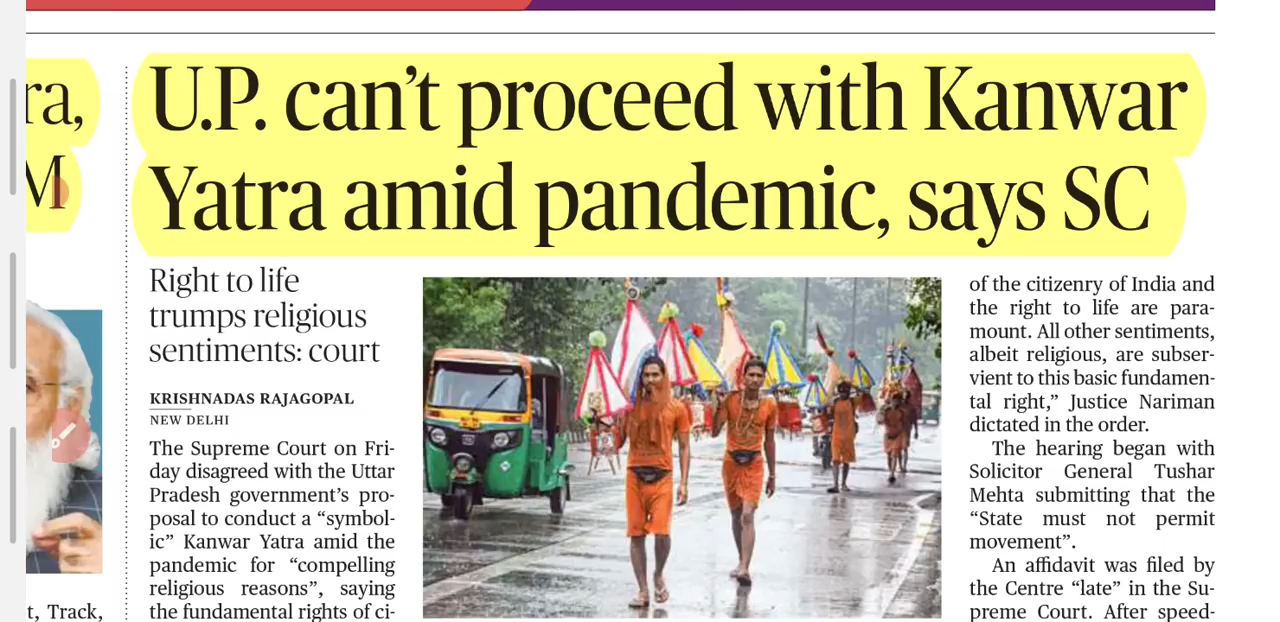 ra,
M
t, Track,
U.P. can’t proceed with Kanwar
Yatra amid pandemic, says SC
Right to life
trumps religious
sentiments: court
KRISHNADAS RAJAGOPAL
NEW DELHI
The Supreme Court on Fri-
day disagreed with the Uttar
Pradesh government’s pro-
posal to conduct a “symbol-
ic” Kanwar Yatra amid the
pandemic for “compelling
religious reasons”, saying
the fundamental rights of ci-
of the citizenry of India and
the right to life are para-
mount. All other sentiments,
albeit religious, are subser-
vient to this basic fundamen-
tal right,” Justice Nariman
dictated in the order.
The hearing began with
Solicitor General Tushar
Mehta submitting that the
“State must not permit
movement”.
An affidavit was filed by
the Centre “late” in the Su-
preme Court. After speed-